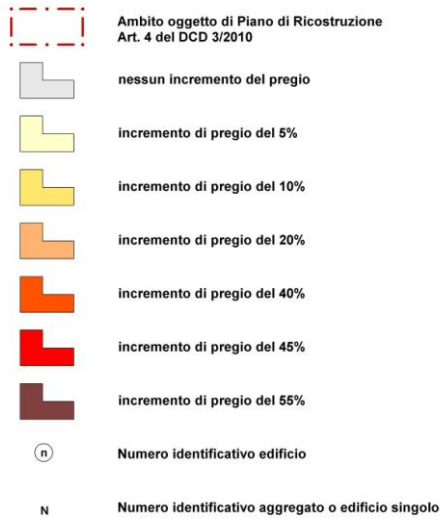 Ambito oggetto di Piano di Ricostruzione
Art. 4 del DCD 3/2010
nessun incremento del pregio
incremento di pregio del 5%
incremento di pregio del 10%
incremento di pregio del 20%
incremento di pregio del 40%
incremento di pregio del 45%
incremento di pregio del 55%
n Numero identificativo edificio
N Numero identificativo aggregato o edificio singolo